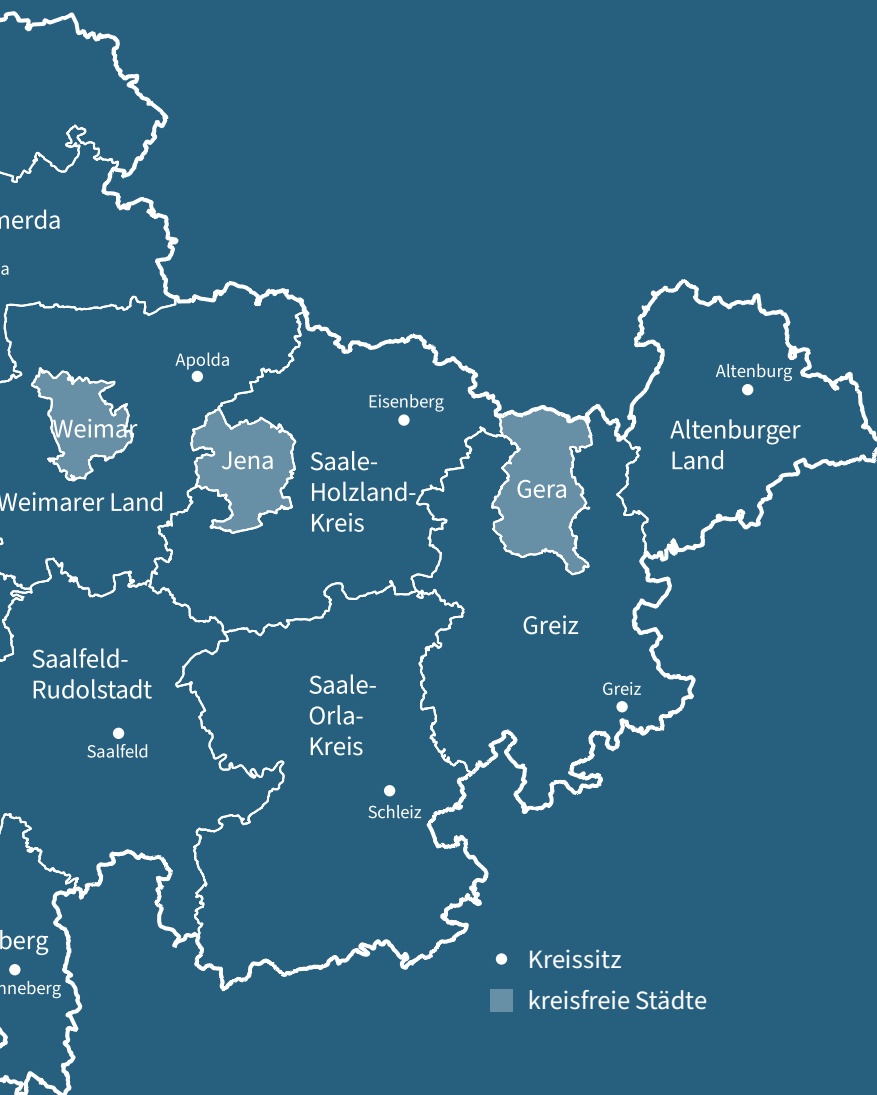 merda
a
Apolda
Altenburg
Eisenberg
Weimar
Altenburger
Land
Jena
Saale-
Holzland-
Kreis
Gera
Weimarer Land
Greiz
Saalfeld-
Rudolstadt
Saale-
Orla-
Kreis
Greiz
Saalfeld
Schleiz
berg
nneberg
Kreissitz
kreisfreie Städte